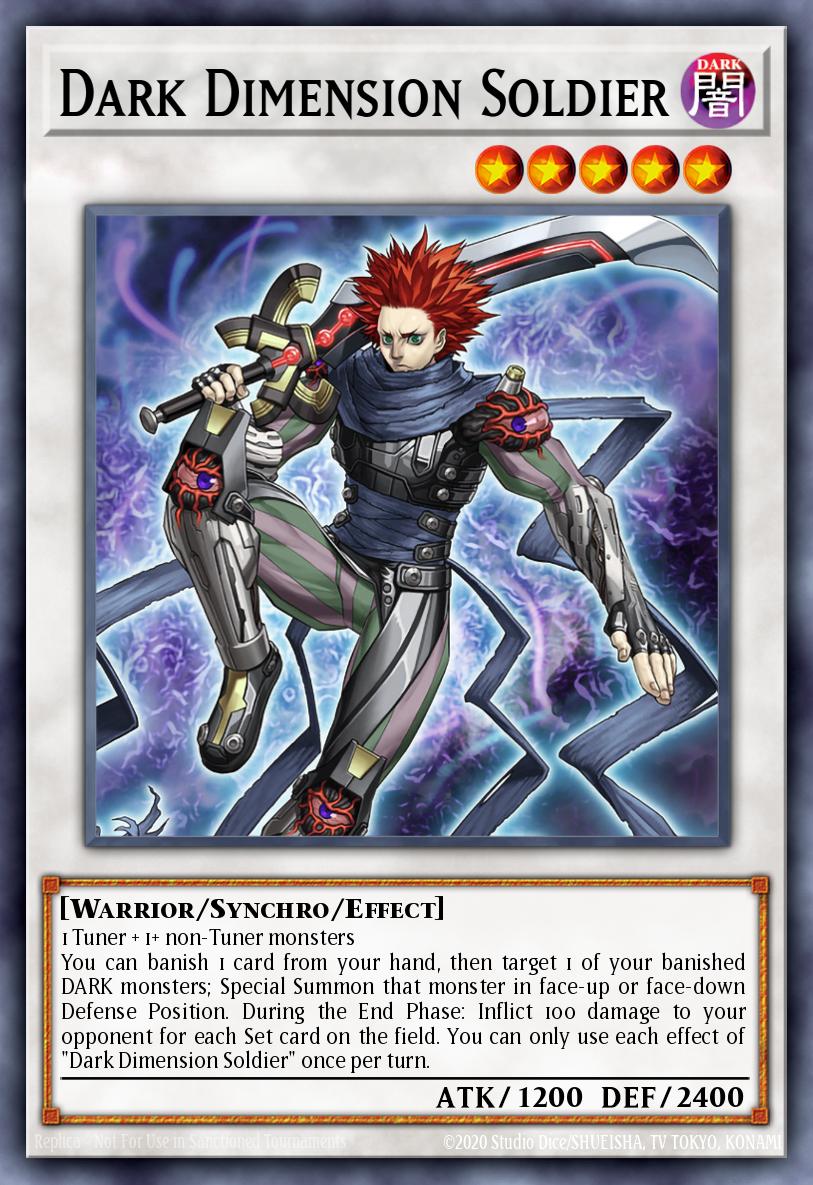 Dark Dimension Soldier
DARK
闇
[Warrior/Synchro/Effect]
1 Tuner + 1+ non-Tuner monsters
You can banish 1 card from your hand, then target 1 of your banished
DARK monsters; Special Summon that monster in face-up or face-down
Defense Position. During the End Phase: Inflict 100 damage to your
opponent for each Set card on the field. You can only use each effect of
"Dark Dimension Soldier" once per turn.
ATK/1200 DEF/2400
Replica - Not For Use in Sanctioned Tournaments
©2020 Studio Dice/SHUEISHA, TV TOKYO, KONAMI